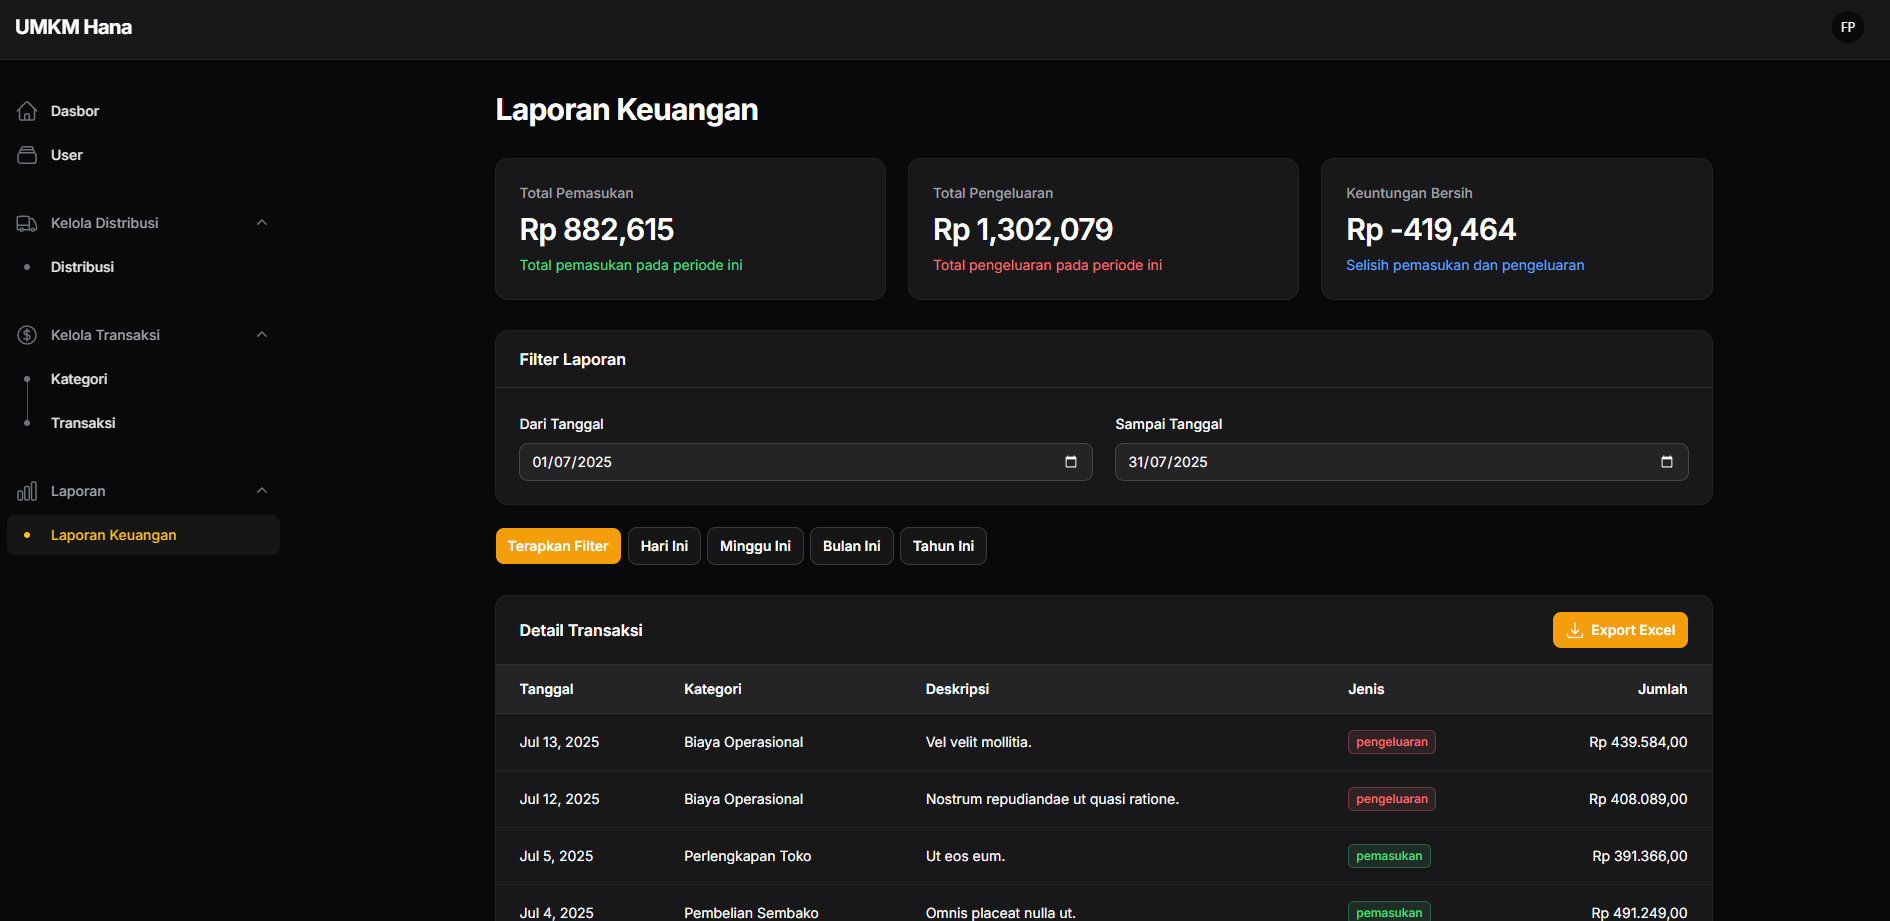 UMKM Hana
FP
Dasbor
User
Kelola Distribusi
Distribusi
Kelola Transaksi
Kategori
Transaksi
Laporan
Laporan Keuangan
Laporan Keuangan
Total Pemasukan
Rp 882,615
Total pemasukan pada periode ini
Total Pengeluaran
Rp 1,302,079
Total pengeluaran pada periode ini
Keuntungan Bersih
Rp -419,464
Selisih pemasukan dan pengeluaran
Filter Laporan
Dari Tanggal
01/07/2025
Sampai Tanggal
31/07/2025
Terapkan Filter Hari Ini Minggu Ini Bulan Ini Tahun Ini
Detail Transaksi Export Excel
Tanggal Kategori Deskripsi Jenis Jumlah
Jul 13, 2025 Biaya Operasional Vel velit mollitia. pengeluaran Rp 439.584,00
Jul 12, 2025 Biaya Operasional Nostrum repudiandae ut quasi ratione. pengeluaran Rp 408.089,00
Jul 5, 2025 Perlengkapan Toko Ut eos eum. pemasukan Rp 391.366,00
Jul 4, 2025 Pembelian Sembako Omnis placeat nulla ut. pemasukan Rp 491.249,00